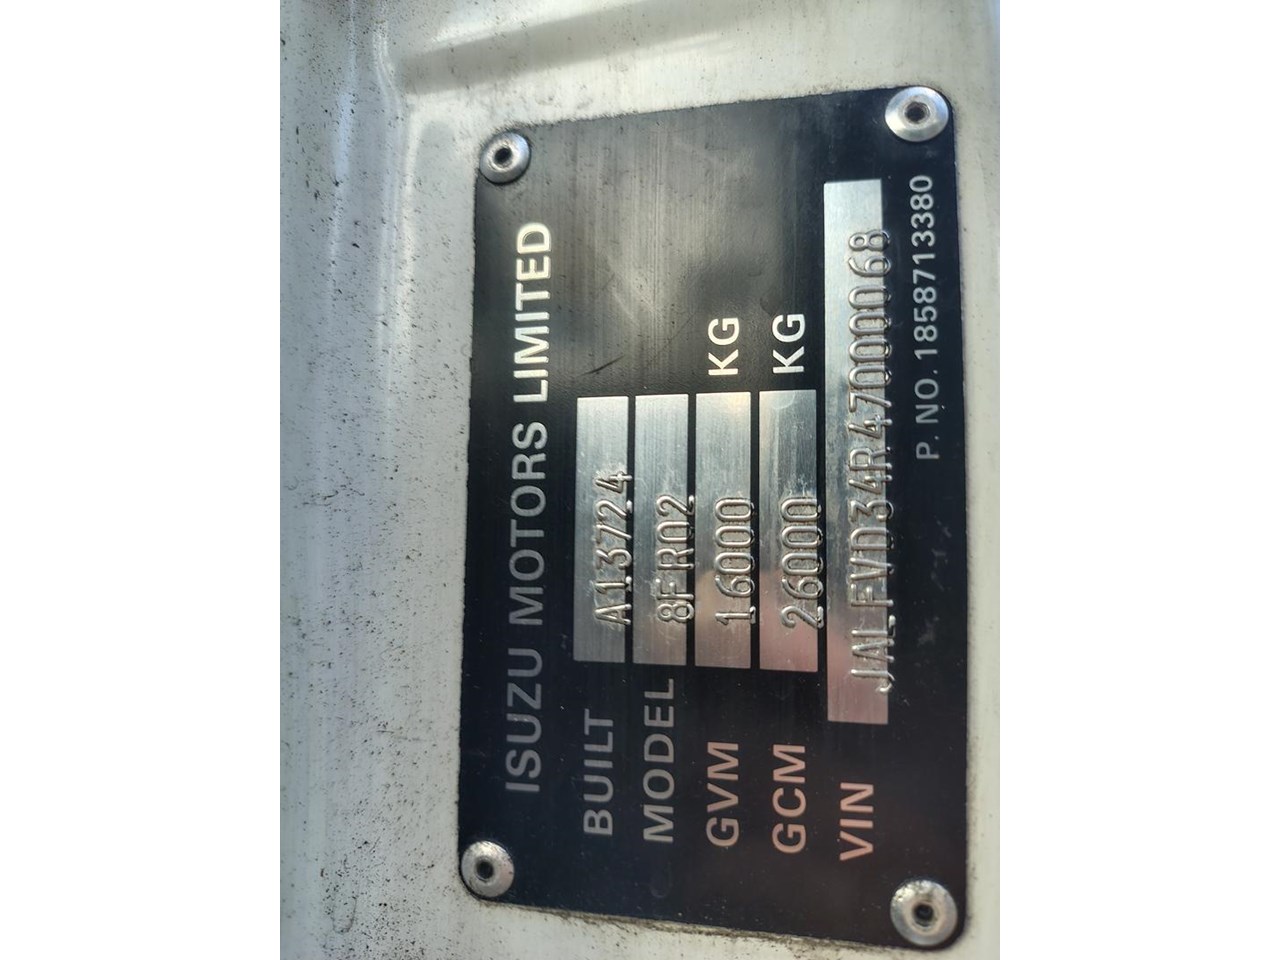 ISUZU MOTORS LIMITED
BUILT A13724
MODEL 8FR02
GVM 16000 KG
GCM 26000 KG
VIN JALFVD34R47000068
P. NO. 1858713380